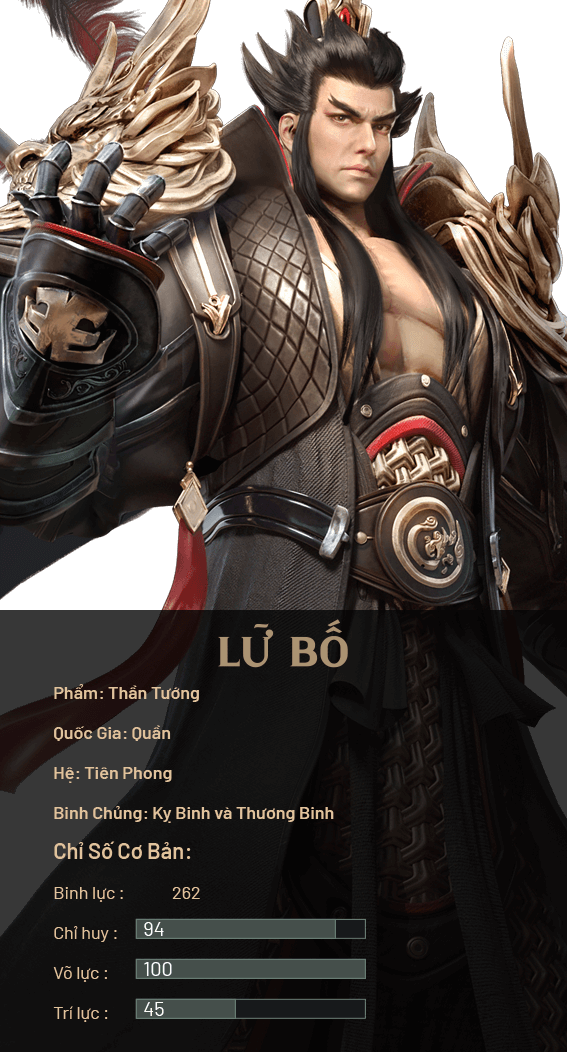 LỮ BỐ
Phẩm: Thần Tướng
Quốc Gia: Quần
Hệ: Tiên Phong
Binh Chủng: Kỵ Binh và Thương Binh
Chỉ Số Cơ Bản:
Binh lực : 262
Chỉ huy : 94
Võ lực : 100
Trí lực : 45